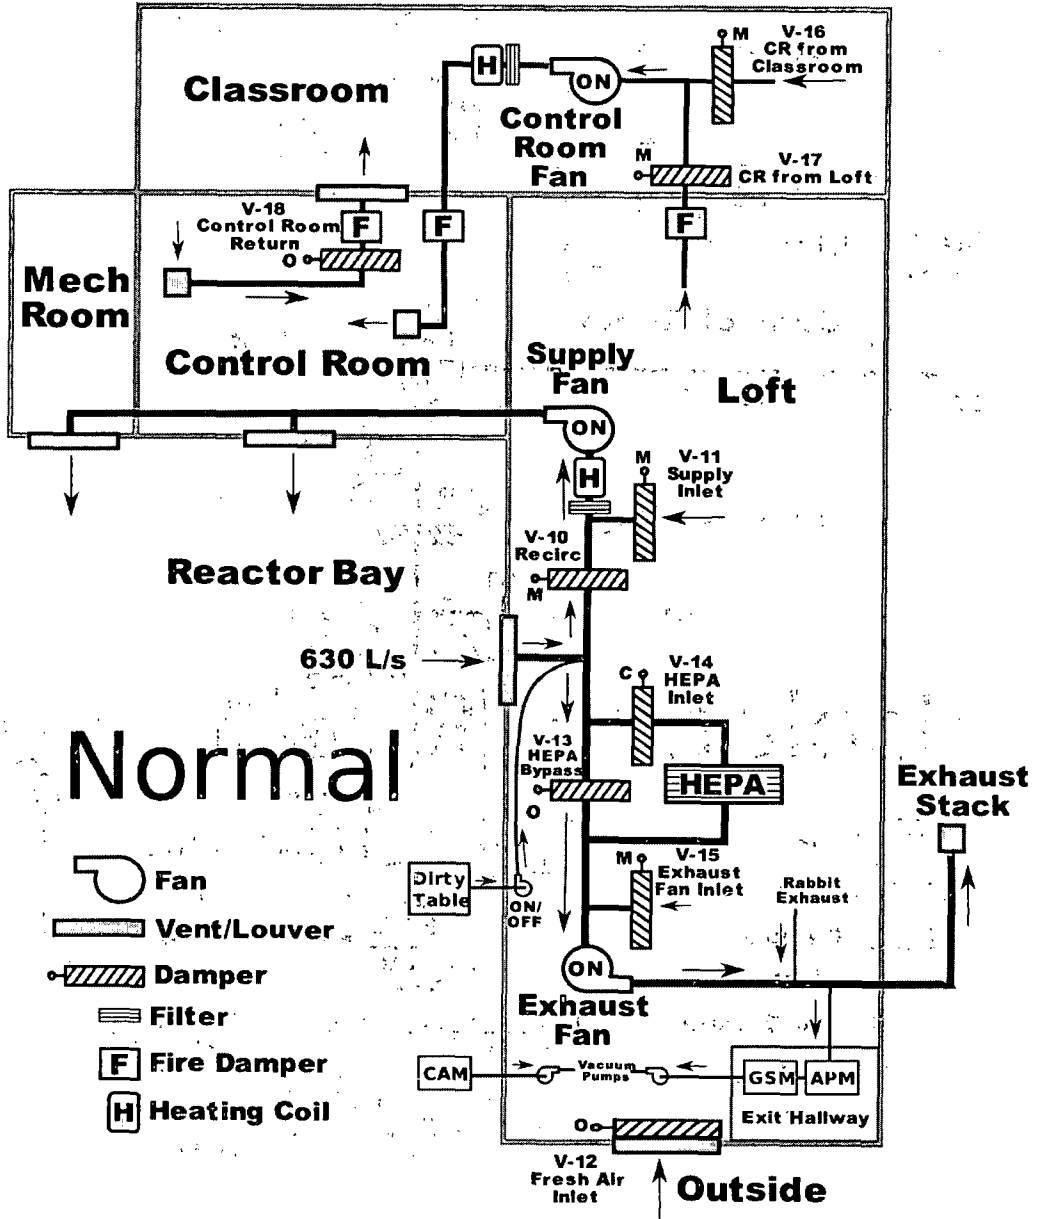 M
V-16
CR from
Classroom
H
ON
Classroom
Control
Room
Fan
M
V-17
CR from Loft
V-18
Control Room
Return
F
F
F
O
Mech
Room
Control Room
Supply
Fan
Loft
ON
H
M
V-11
Supply
Inlet
V-10
Recirc
M
Reactor Bay
630 L/s
C
V-14
HEPA
Inlet
Normal
V-13
HEPA
Bypass
O
HEPA
Exhaust
Stack
M
V-15
Exhaust
Fan Inlet
Dirty
Table
ON/
OFF
Rabbit
Exhaust
Fan
Vent/Louver
Damper
Filter
F
Fire Damper
H
Heating Coil
ON
Exhaust
Fan
CAM
Vacuum
Pumps
GSM
APM
Exit Hallway
O
V-12
Fresh Air
Inlet
Outside